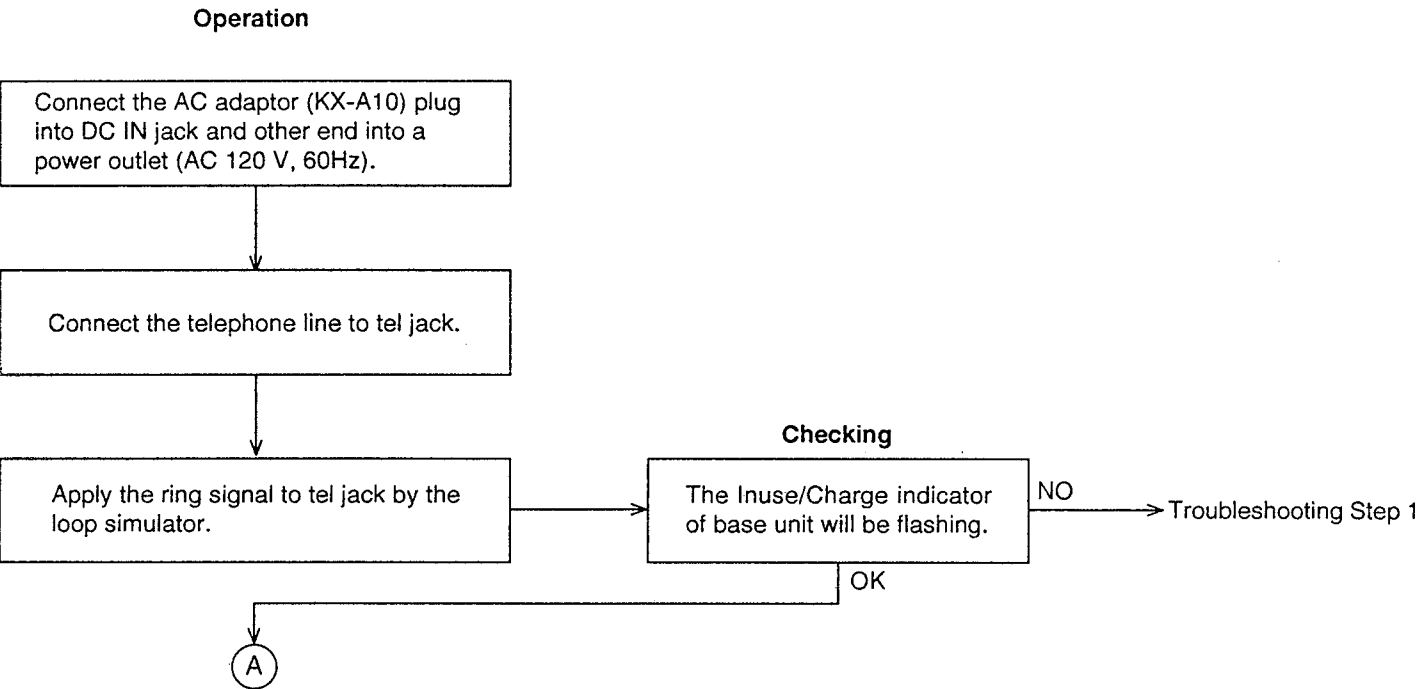 Operation
Connect the AC adaptor (KX-A10) plug
into DC IN jack and other end into a
power outlet (AC 120 V, 60Hz).
Connect the telephone line to tel jack.
Apply the ring signal to tel jack by the
loop simulator.
Checking
The Inuse/Charge indicator
of base unit will be flashing.
NO
Troubleshooting Step 1
OK
A